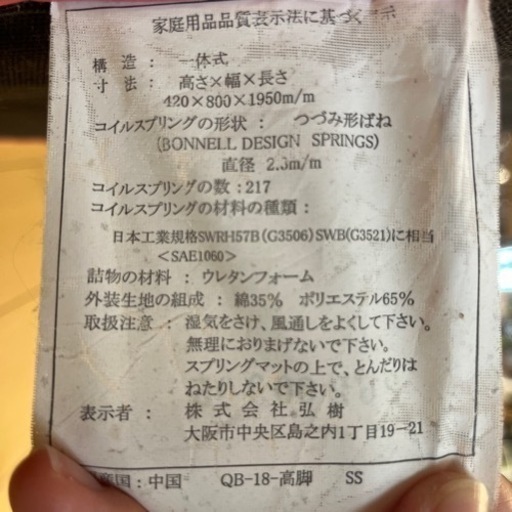 家庭用品品質表示法に基づく 示
構 造 : 一体式
寸 法 : 高さ×幅×長さ
420×800×1950m/m
コイルスプリングの形状 : つづみ形ばね
(BONNELL DESIGN SPRINGS)
直径 2.3m/m
コイルスプリングの数:217
コイルスプリングの材料の種類:
日本工業規格SWRH57B(G3506)SWB(G3521)に相当
<SAE1060>
詰物の材料 : ウレタンフォーム
外装生地の組成 : 綿35% ポリエステル65%
取扱注意 : 湿気をさけ、風通しをよくして下さい。
無理におりまげないで下さい。
スプリングマットの上で、とんだりは
ねたりしないで下さい。
表示者 : 株式会社弘樹
大阪市中央区島之内1丁目19-21
産国:中国 QB-18-高脚 SS